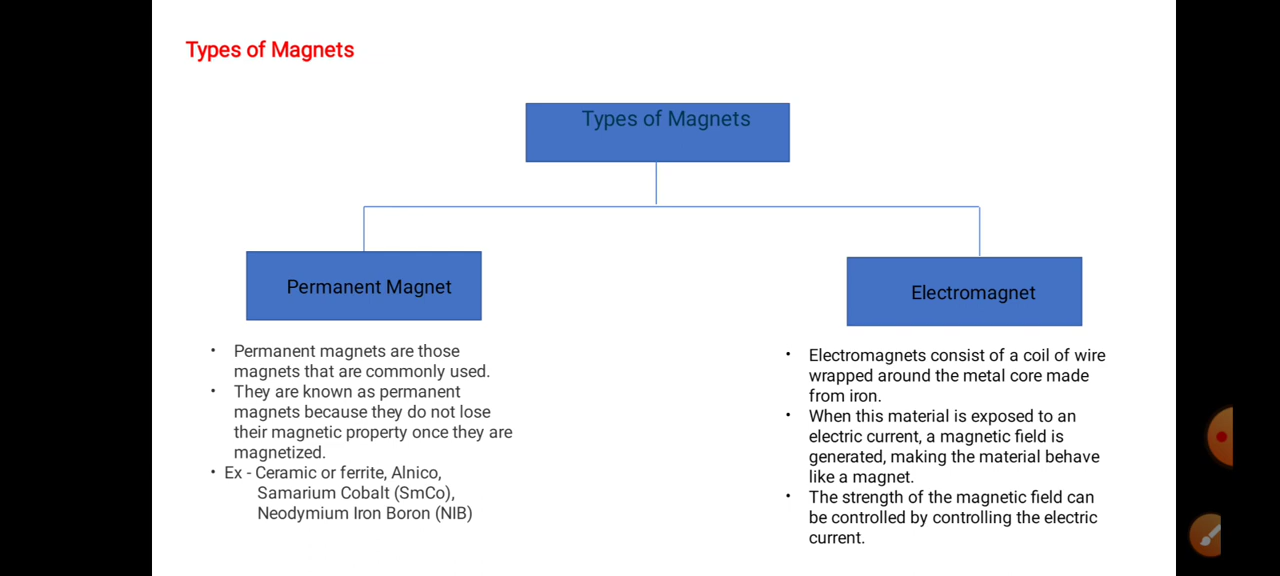 Types of Magnets
Types of Magnets
Permanent Magnet
Electromagnet
• Permanent magnets are those
magnets that are commonly used.
• They are known as permanent
magnets because they do not lose
their magnetic property once they are
magnetized.
• Ex - Ceramic or ferrite, Alnico,
Samarium Cobalt (SmCo),
Neodymium Iron Boron (NIB)
• Electromagnets consist of a coil of wire
wrapped around the metal core made
from iron.
• When this material is exposed to an
electric current, a magnetic field is
generated, making the material behave
like a magnet.
• The strength of the magnetic field can
be controlled by controlling the electric
current.